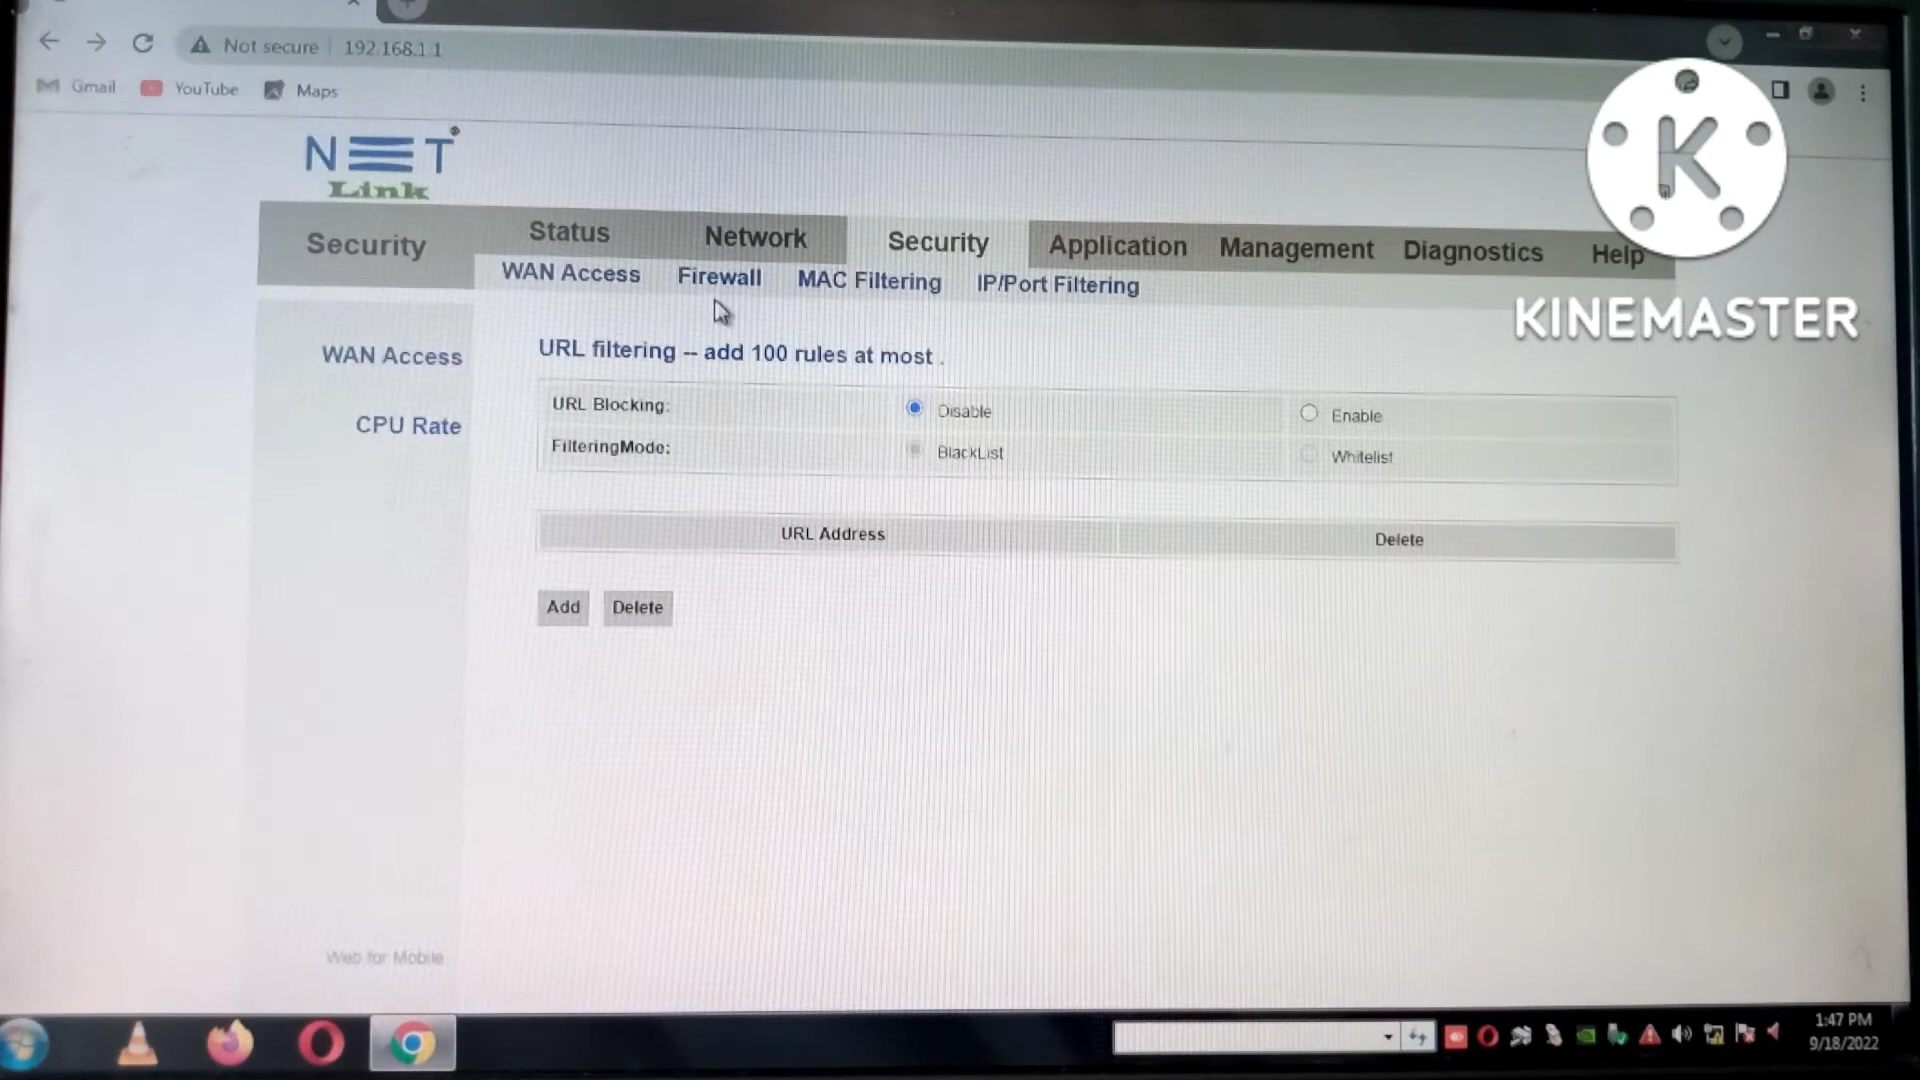 Not secure 192.168.1.1
Gmail YouTube Maps
NET
Link
K
KINEMASTER
Security Status Network Security Application Management Diagnostics Help
WAN Access Firewall MAC Filtering IP/Port Filtering
WAN Access
CPU Rate
URL filtering -- add 100 rules at most .
URL Blocking: Disable Enable
FilteringMode: BlackList Whitelist
URL Address Delete
Add Delete
Web for Mobile
1:47 PM
9/18/2022